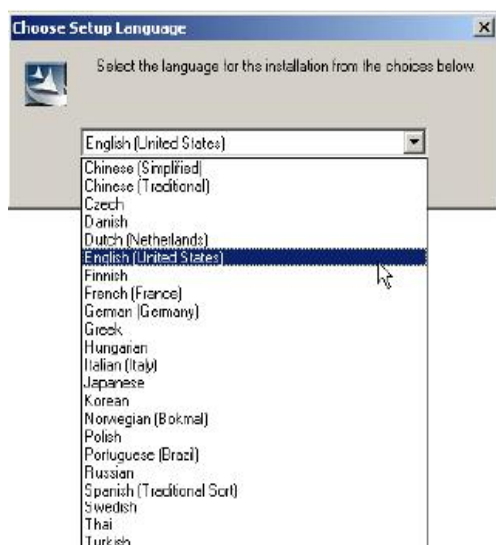 Choose Setup Language
Select the language for the installation from the choices below.
English (United States)
Chinese (Simplified)
Chinese (Traditional)
Czech
Danish
Dutch (Netherlands)
English (United States)
Finnish
French (France)
German (Germany)
Greek
Hungarian
Italian (Italy)
Japanese
Korean
Norwegian (Bokmal)
Polish
Portuguese (Brazil)
Russian
Spanish (Traditional Sort)
Swedish
Thai
Turkish